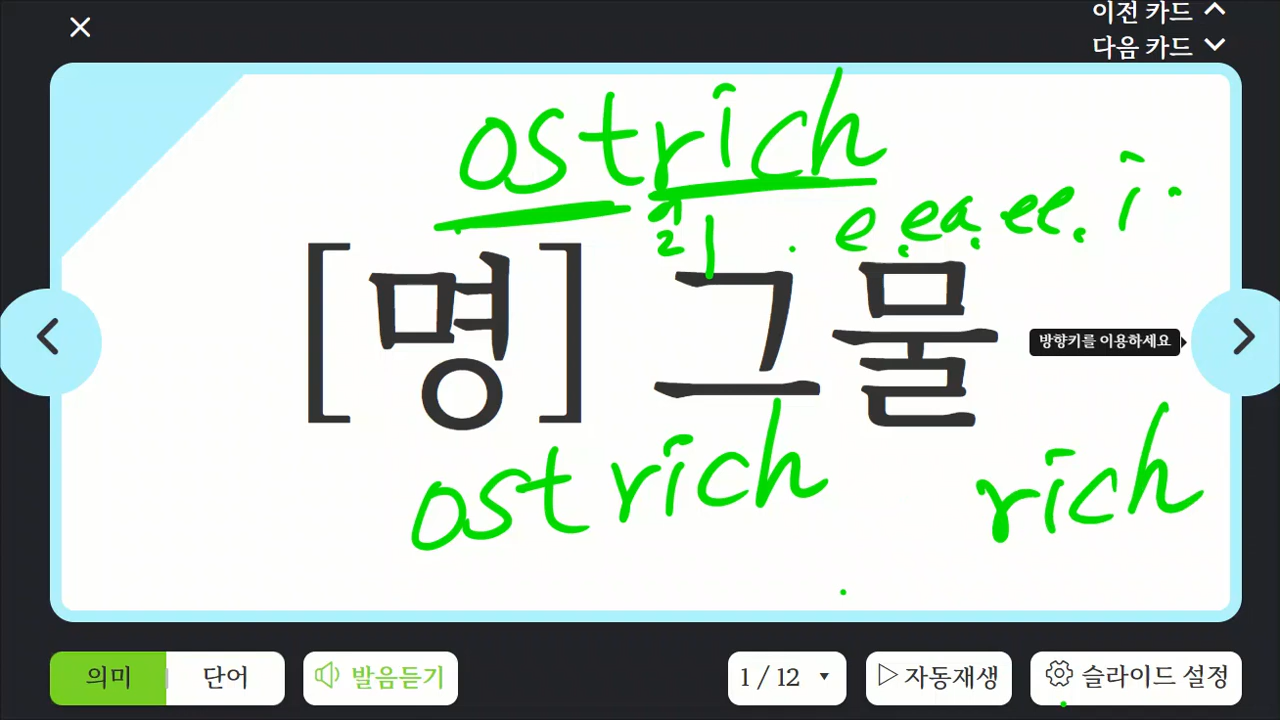 이전 카드
다음 카드
ostrich
e ea ee i
[명] 그물
방향키를 이용하세요
ostrich rich
의미 단어 발음듣기 1 / 12 자동재생 슬라이드 설정